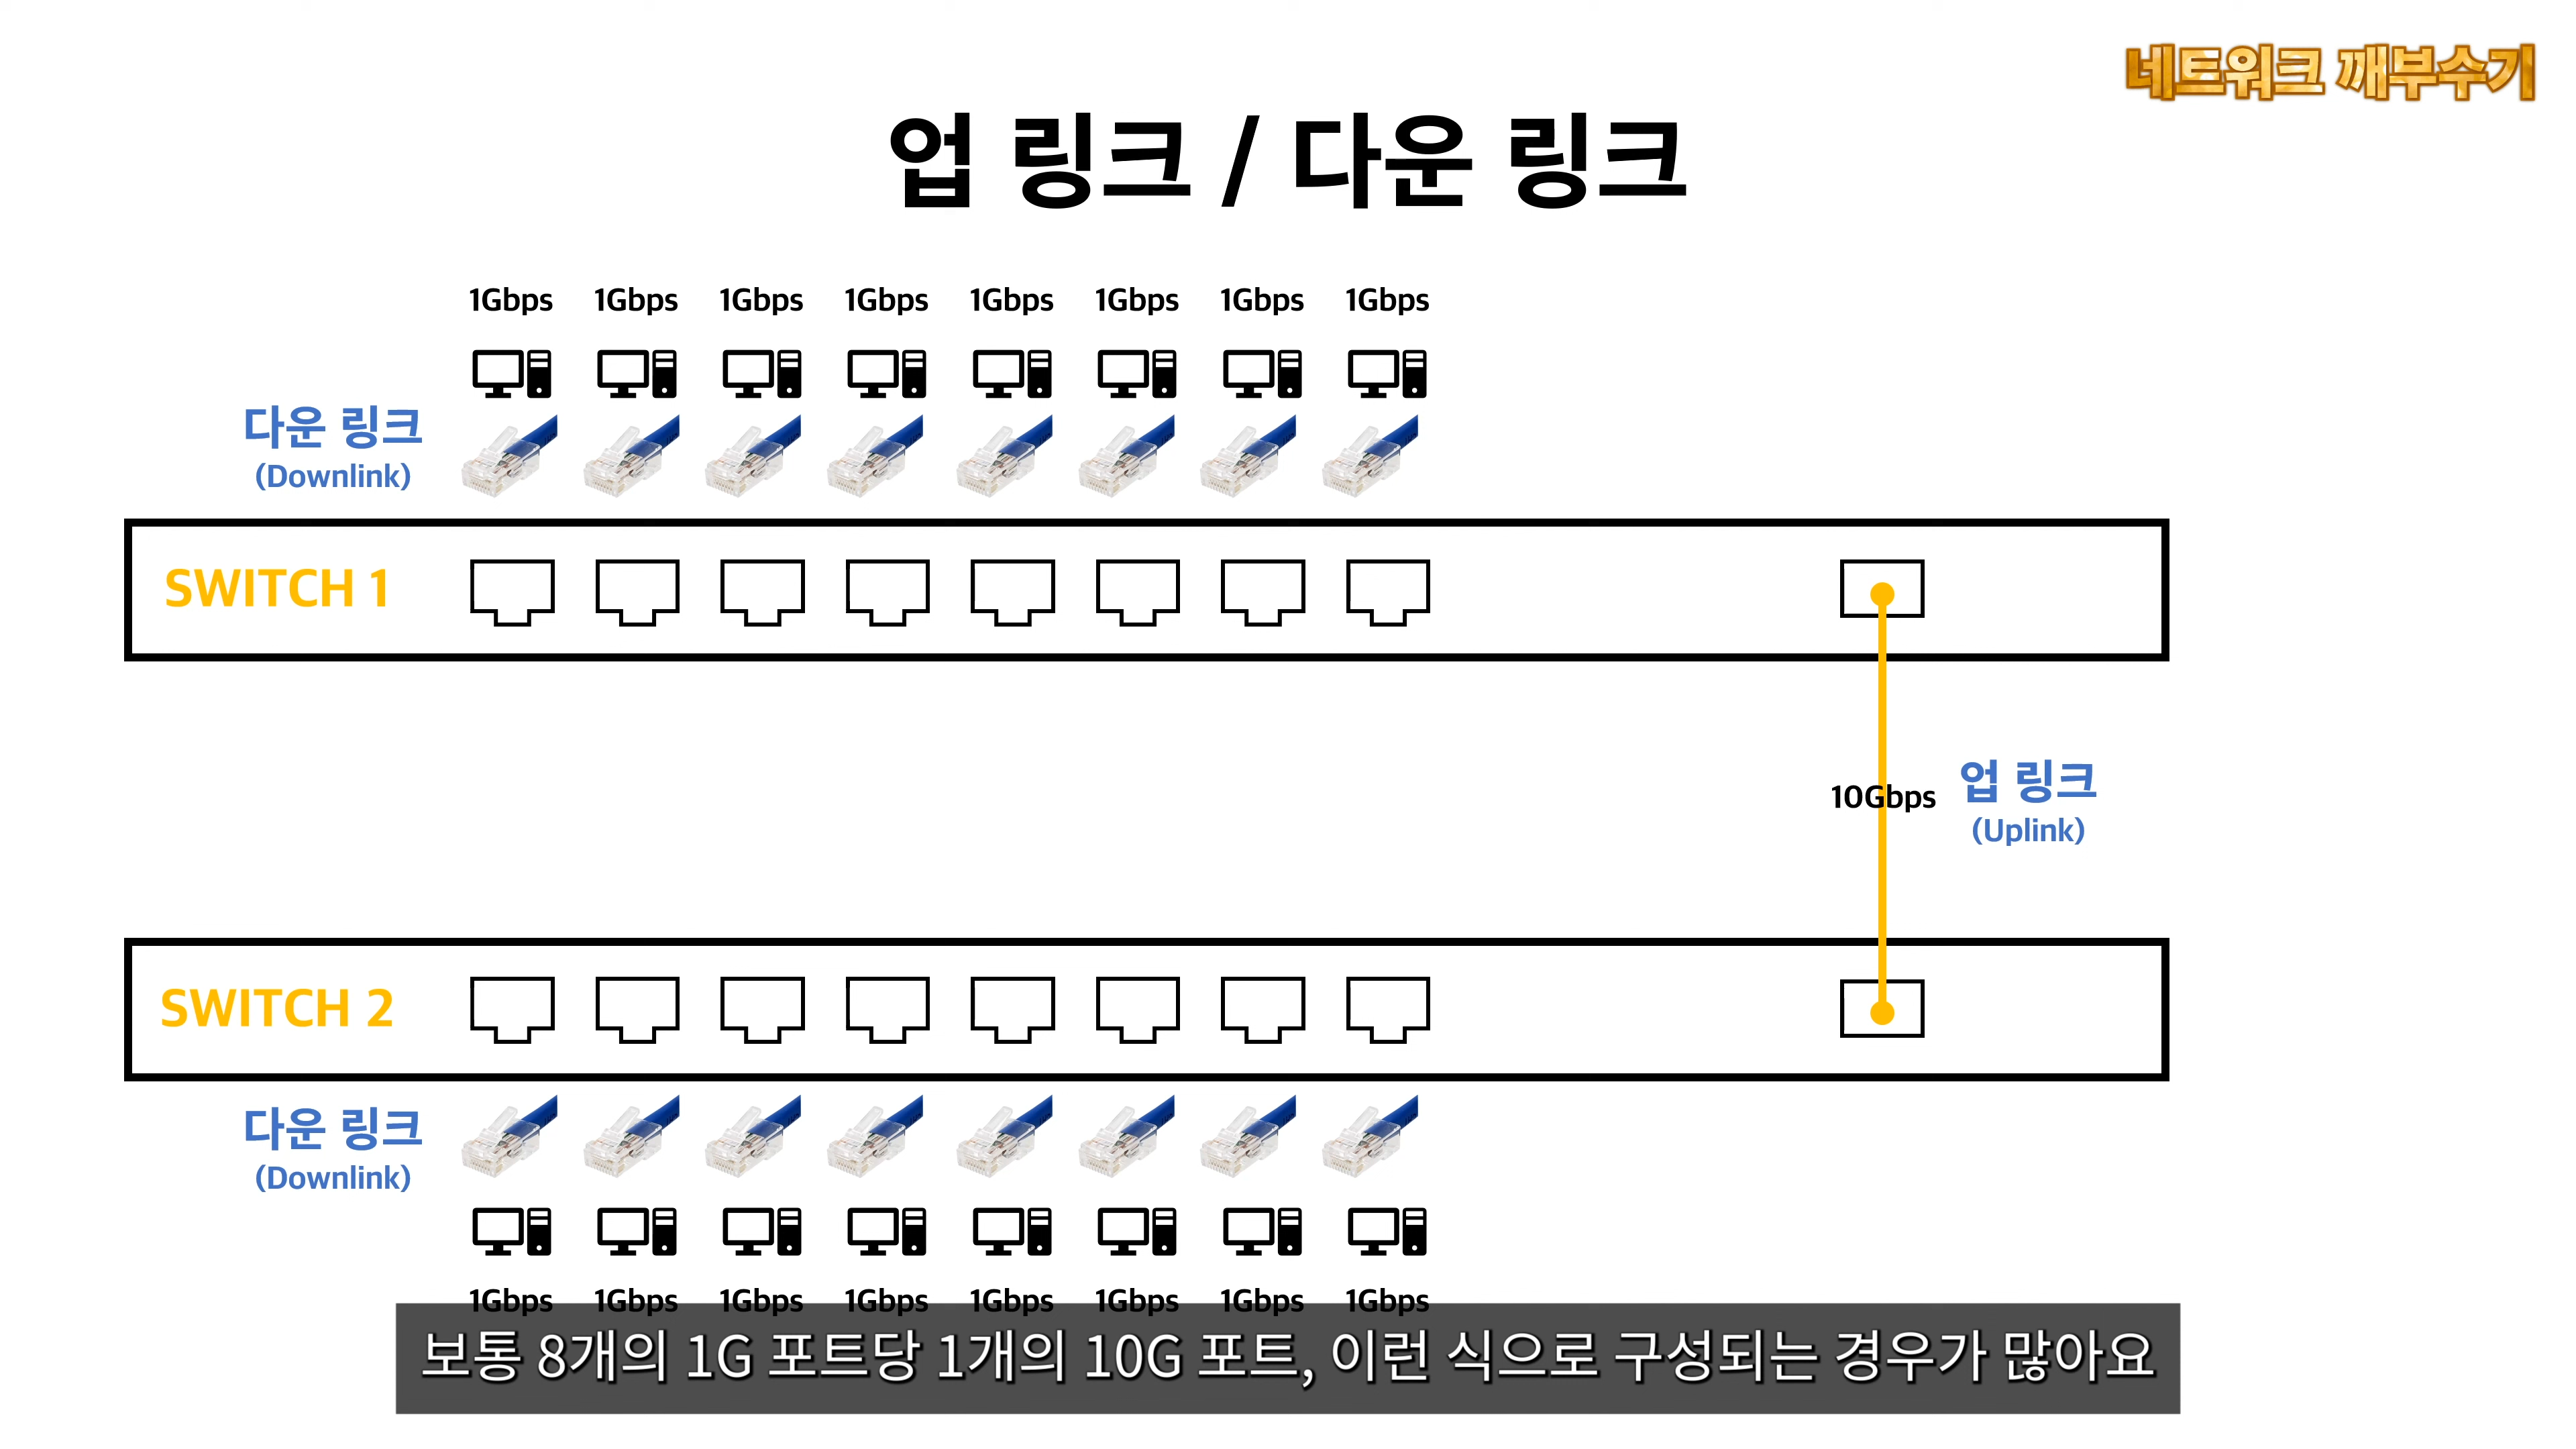 네트워크 깨부수기
업 링크 / 다운 링크
1Gbps 1Gbps 1Gbps 1Gbps 1Gbps 1Gbps 1Gbps 1Gbps
다운 링크
(Downlink)
SWITCH 1
10Gbps
업 링크
(Uplink)
SWITCH 2
다운 링크
(Downlink)
1Gbps 1Gbps 1Gbps 1Gbps 1Gbps 1Gbps 1Gbps 1Gbps
보통 8개의 1G 포트당 1개의 10G 포트, 이런 식으로 구성되는 경우가 많아요